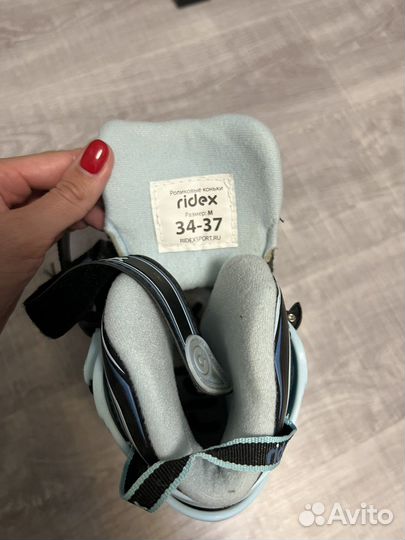 Роликовые коньки
ridex
Размер: M
34-37
RIDEXSPORT.RU
Avito